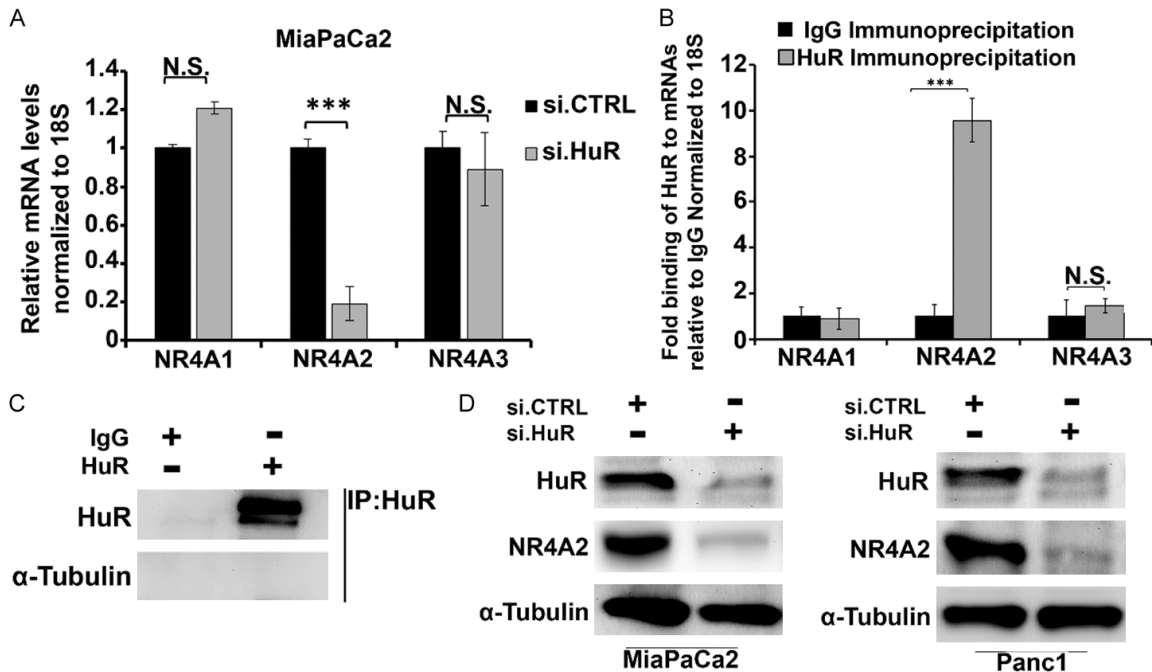 A
MiaPaCa2
Relative mRNA levels
normalized to 18S
1.4
1.2
1
0.8
0.6
0.4
0.2
0
N.S.
***
N.S.
si.CTRL
si.HuR
NR4A1 NR4A2 NR4A3
B
IgG Immunoprecipitation
HuR Immunoprecipitation
Fold binding of HuR to mRNAs
relative to IgG Normalized to 18S
12
10
8
6
4
2
0
***
N.S.
NR4A1 NR4A2 NR4A3
C
IgG + -
HuR - +
HuR
α-Tubulin
IP:HuR
D
si.CTRL + -
si.HuR - +
HuR
NR4A2
α-Tubulin
MiaPaCa2
si.CTRL + -
si.HuR - +
HuR
NR4A2
α-Tubulin
Panc1